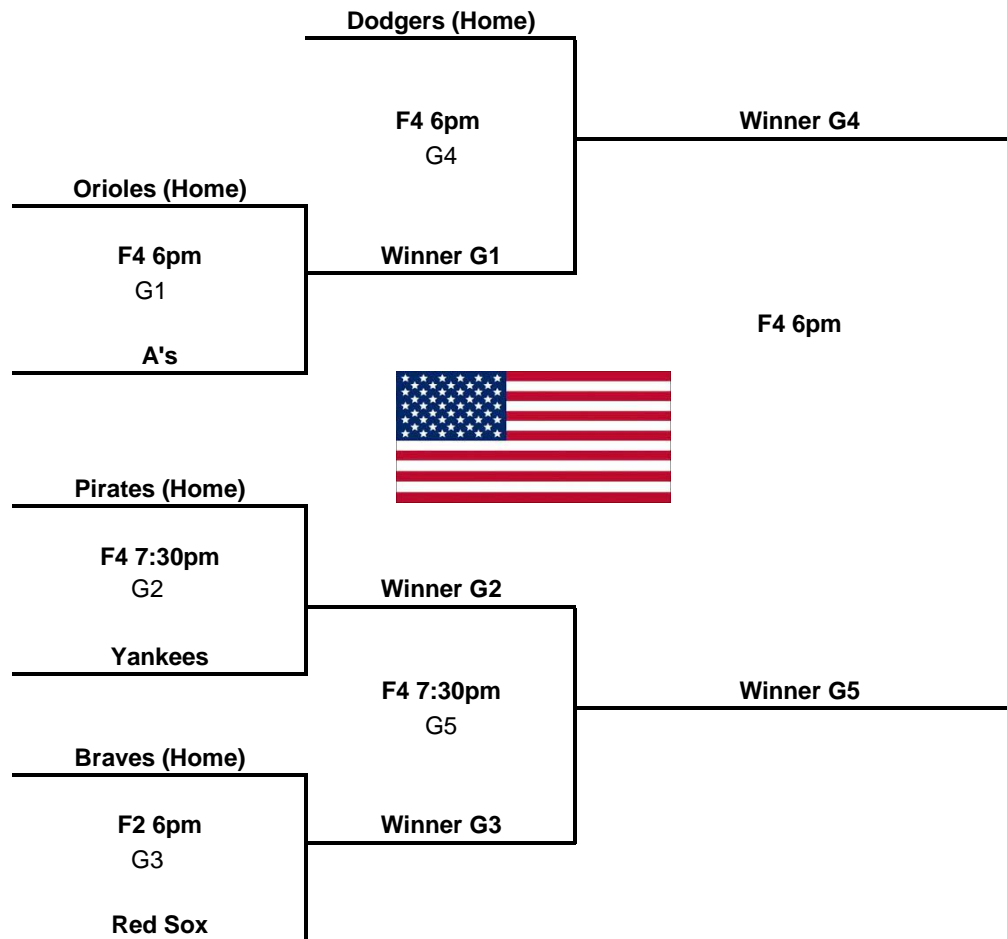 Dodgers (Home)
F4 6pm
Winner G4
G4
Orioles (Home)
F4 6pm
Winner G1
G1
F4 6pm
A's
Pirates (Home)
F4 7:30pm
G2
Winner G2
Yankees
F4 7:30pm
Winner G5
G5
Braves (Home)
F2 6pm
Winner G3
G3
Red Sox